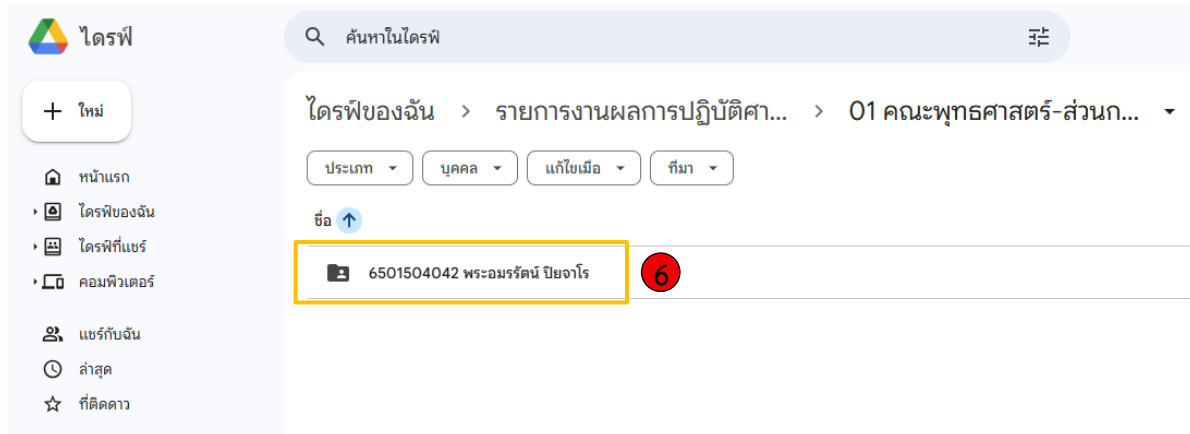 ไดรฟ์
ค้นหาในไดรฟ์
ใหม่
ไดรฟ์ของฉัน > รายการงานผลการปฏิบัติศา... > 01 คณะพุทธศาสตร์-ส่วนก...
ประเภท บุคคล แก้ไขเมื่อ ที่มา
หน้าแรก
ไดรฟ์ของฉัน
ไดรฟ์ที่แชร์
คอมพิวเตอร์
แชร์กับฉัน
ล่าสุด
ที่ติดดาว
ชื่อ
6501504042 พระอมรรัตน์ ปิยจาโร
6